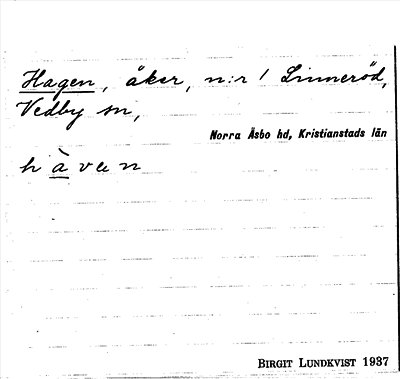 Hagen, åker, n:r 1 Linneröd,
Vedby sn,
Norra Åsbo hd, Kristianstads län
hàven
BIRGIT LUNDKVIST 1937